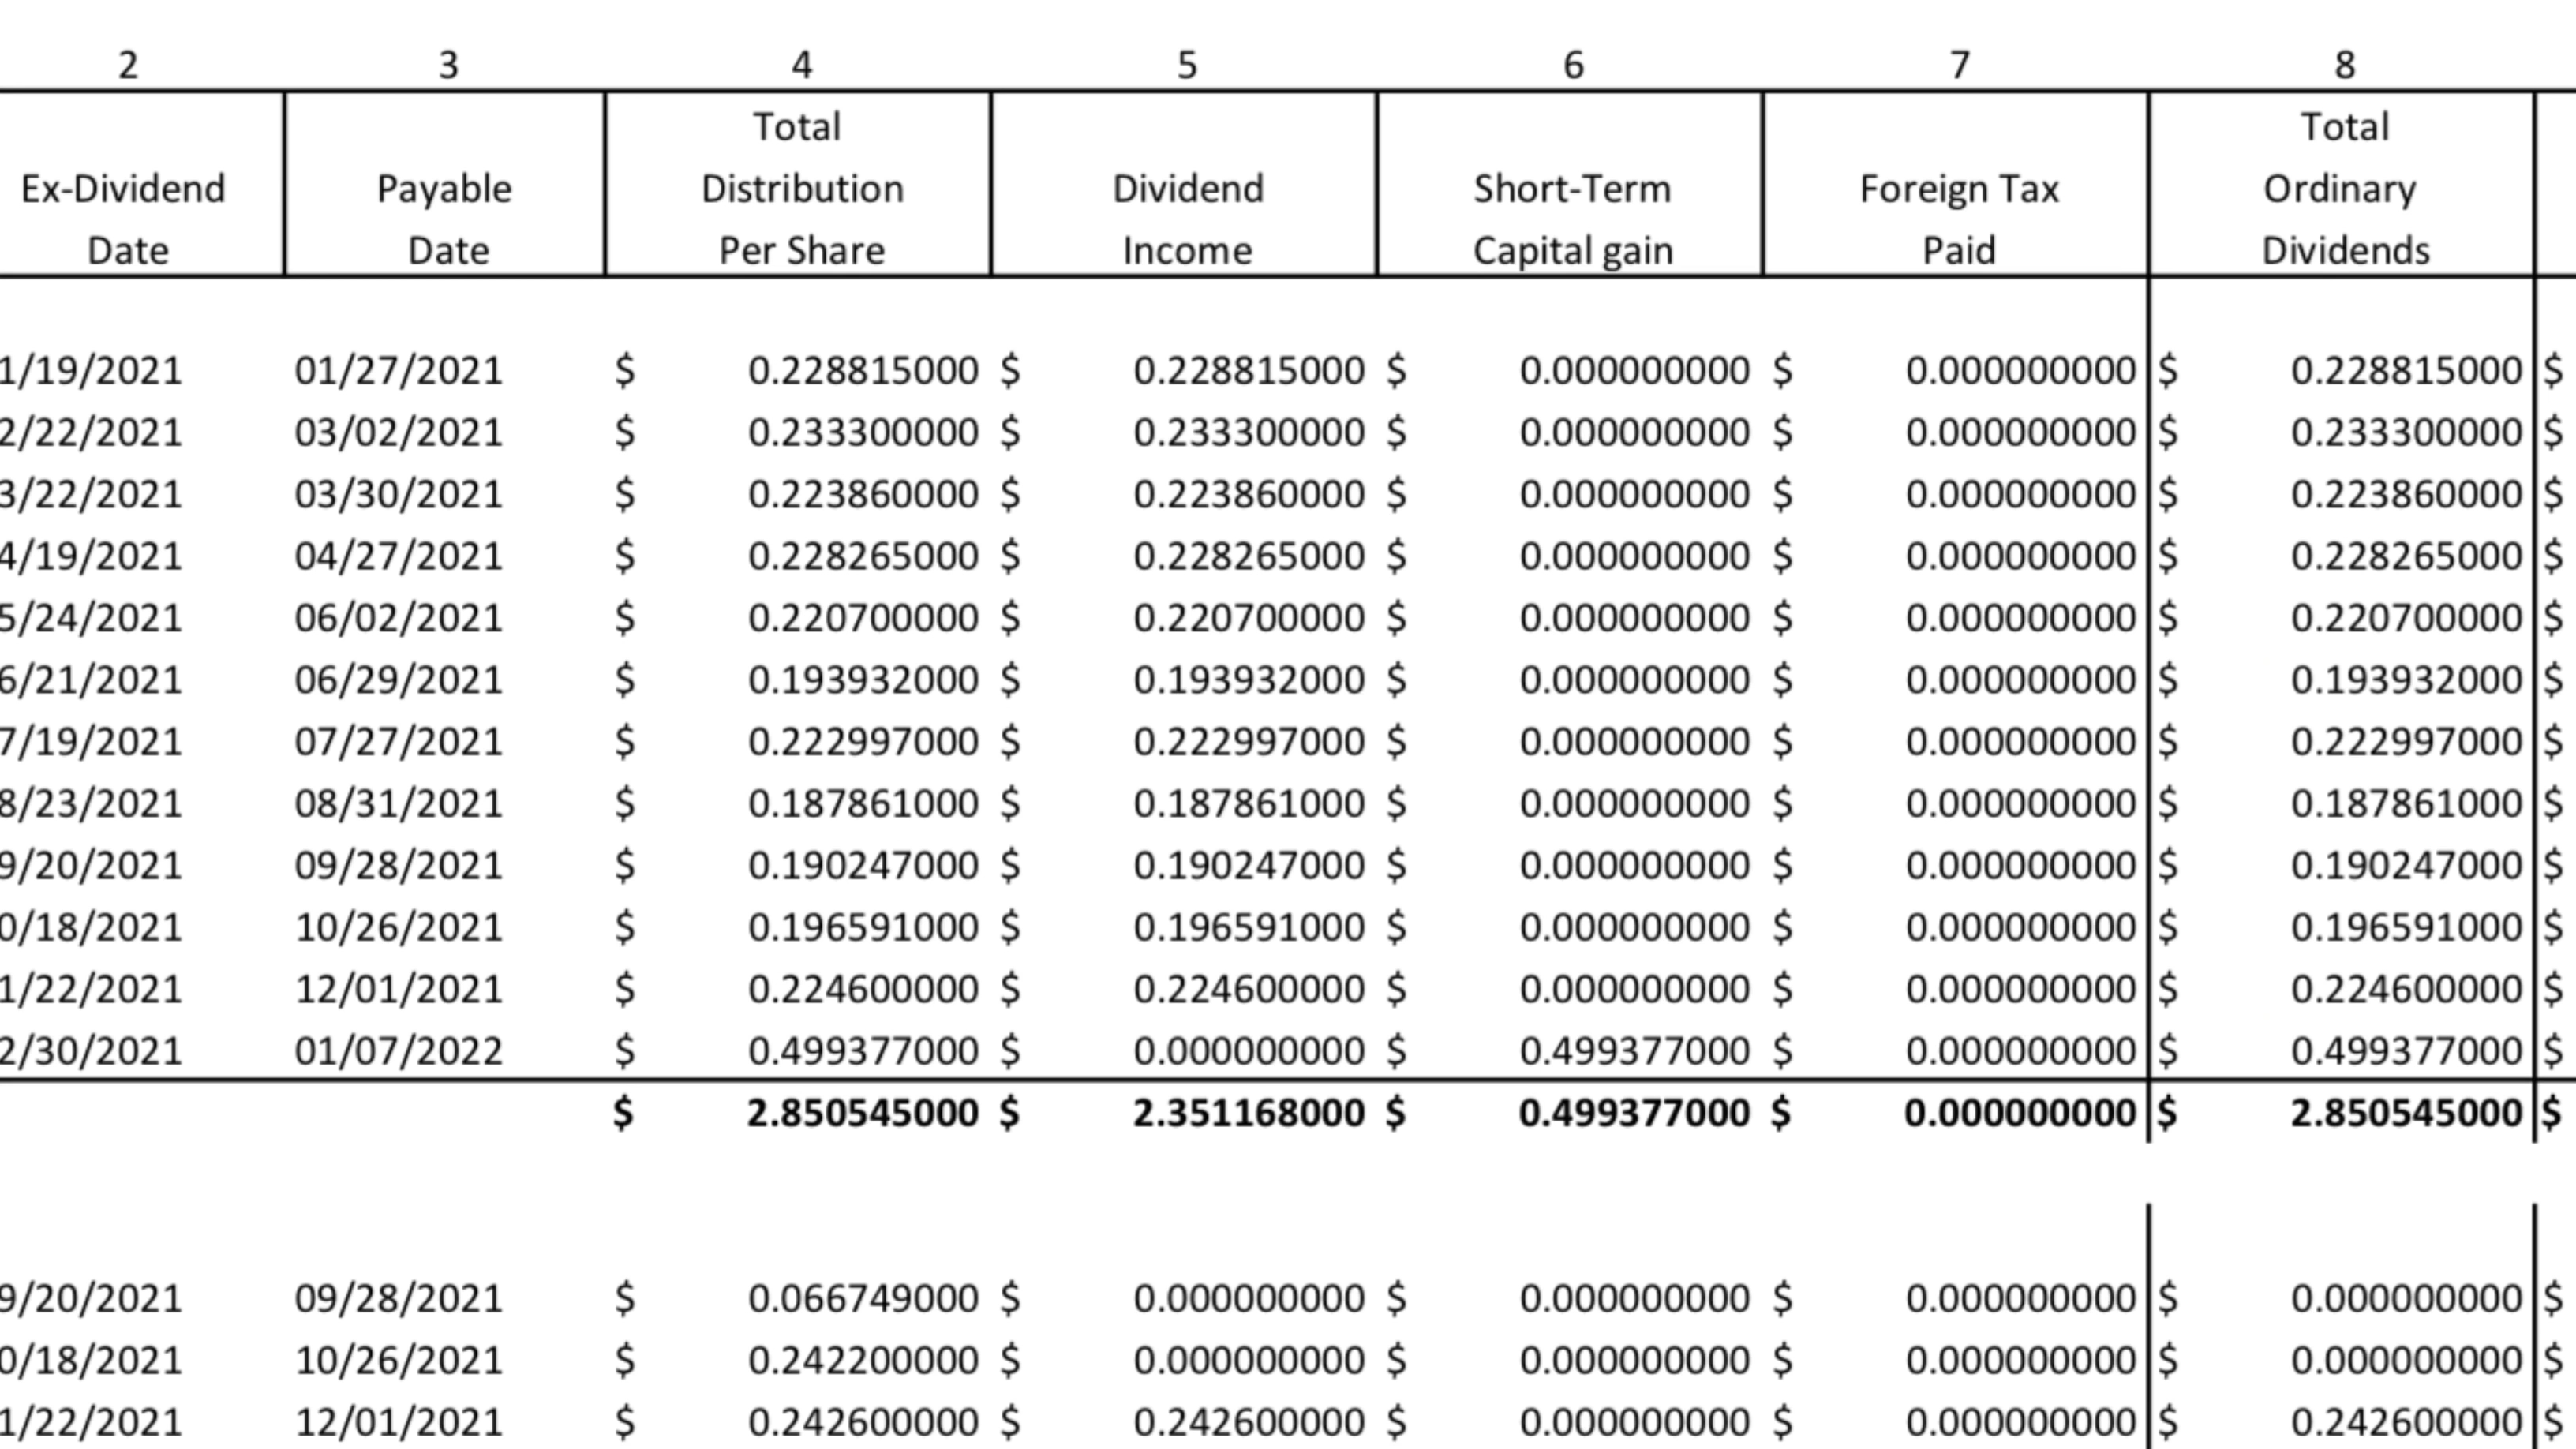 2 3 4 5 6 7 8
Total Total
Ex-Dividend Payable Distribution Dividend Short-Term Foreign Tax Ordinary
Date Date Per Share Income Capital gain Paid Dividends
1/19/2021 01/27/2021 $ 0.228815000 $ 0.228815000 $ 0.000000000 $ 0.000000000 $ 0.228815000 $
2/22/2021 03/02/2021 $ 0.233300000 $ 0.233300000 $ 0.000000000 $ 0.000000000 $ 0.233300000 $
3/22/2021 03/30/2021 $ 0.223860000 $ 0.223860000 $ 0.000000000 $ 0.000000000 $ 0.223860000 $
4/19/2021 04/27/2021 $ 0.228265000 $ 0.228265000 $ 0.000000000 $ 0.000000000 $ 0.228265000 $
5/24/2021 06/02/2021 $ 0.220700000 $ 0.220700000 $ 0.000000000 $ 0.000000000 $ 0.220700000 $
6/21/2021 06/29/2021 $ 0.193932000 $ 0.193932000 $ 0.000000000 $ 0.000000000 $ 0.193932000 $
7/19/2021 07/27/2021 $ 0.222997000 $ 0.222997000 $ 0.000000000 $ 0.000000000 $ 0.222997000 $
8/23/2021 08/31/2021 $ 0.187861000 $ 0.187861000 $ 0.000000000 $ 0.000000000 $ 0.187861000 $
9/20/2021 09/28/2021 $ 0.190247000 $ 0.190247000 $ 0.000000000 $ 0.000000000 $ 0.190247000 $
0/18/2021 10/26/2021 $ 0.196591000 $ 0.196591000 $ 0.000000000 $ 0.000000000 $ 0.196591000 $
1/22/2021 12/01/2021 $ 0.224600000 $ 0.224600000 $ 0.000000000 $ 0.000000000 $ 0.224600000 $
2/30/2021 01/07/2022 $ 0.499377000 $ 0.000000000 $ 0.499377000 $ 0.000000000 $ 0.499377000 $
$ 2.850545000 $ 2.351168000 $ 0.499377000 $ 0.000000000 $ 2.850545000 $
9/20/2021 09/28/2021 $ 0.066749000 $ 0.000000000 $ 0.000000000 $ 0.000000000 $ 0.000000000 $
0/18/2021 10/26/2021 $ 0.242200000 $ 0.000000000 $ 0.000000000 $ 0.000000000 $ 0.000000000 $
1/22/2021 12/01/2021 $ 0.242600000 $ 0.242600000 $ 0.000000000 $ 0.000000000 $ 0.242600000 $